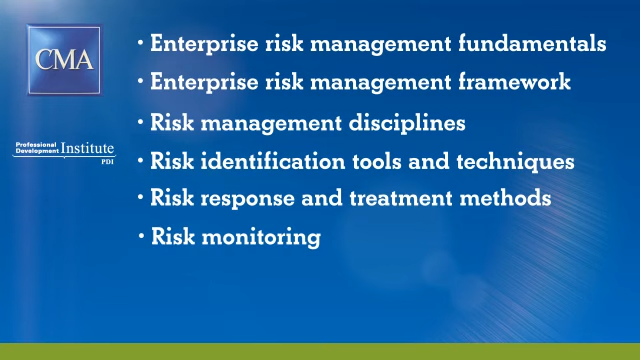 CMA
Professional
Development Institute
PDI
• Enterprise risk management fundamentals
• Enterprise risk management framework
• Risk management disciplines
• Risk identification tools and techniques
• Risk response and treatment methods
• Risk monitoring